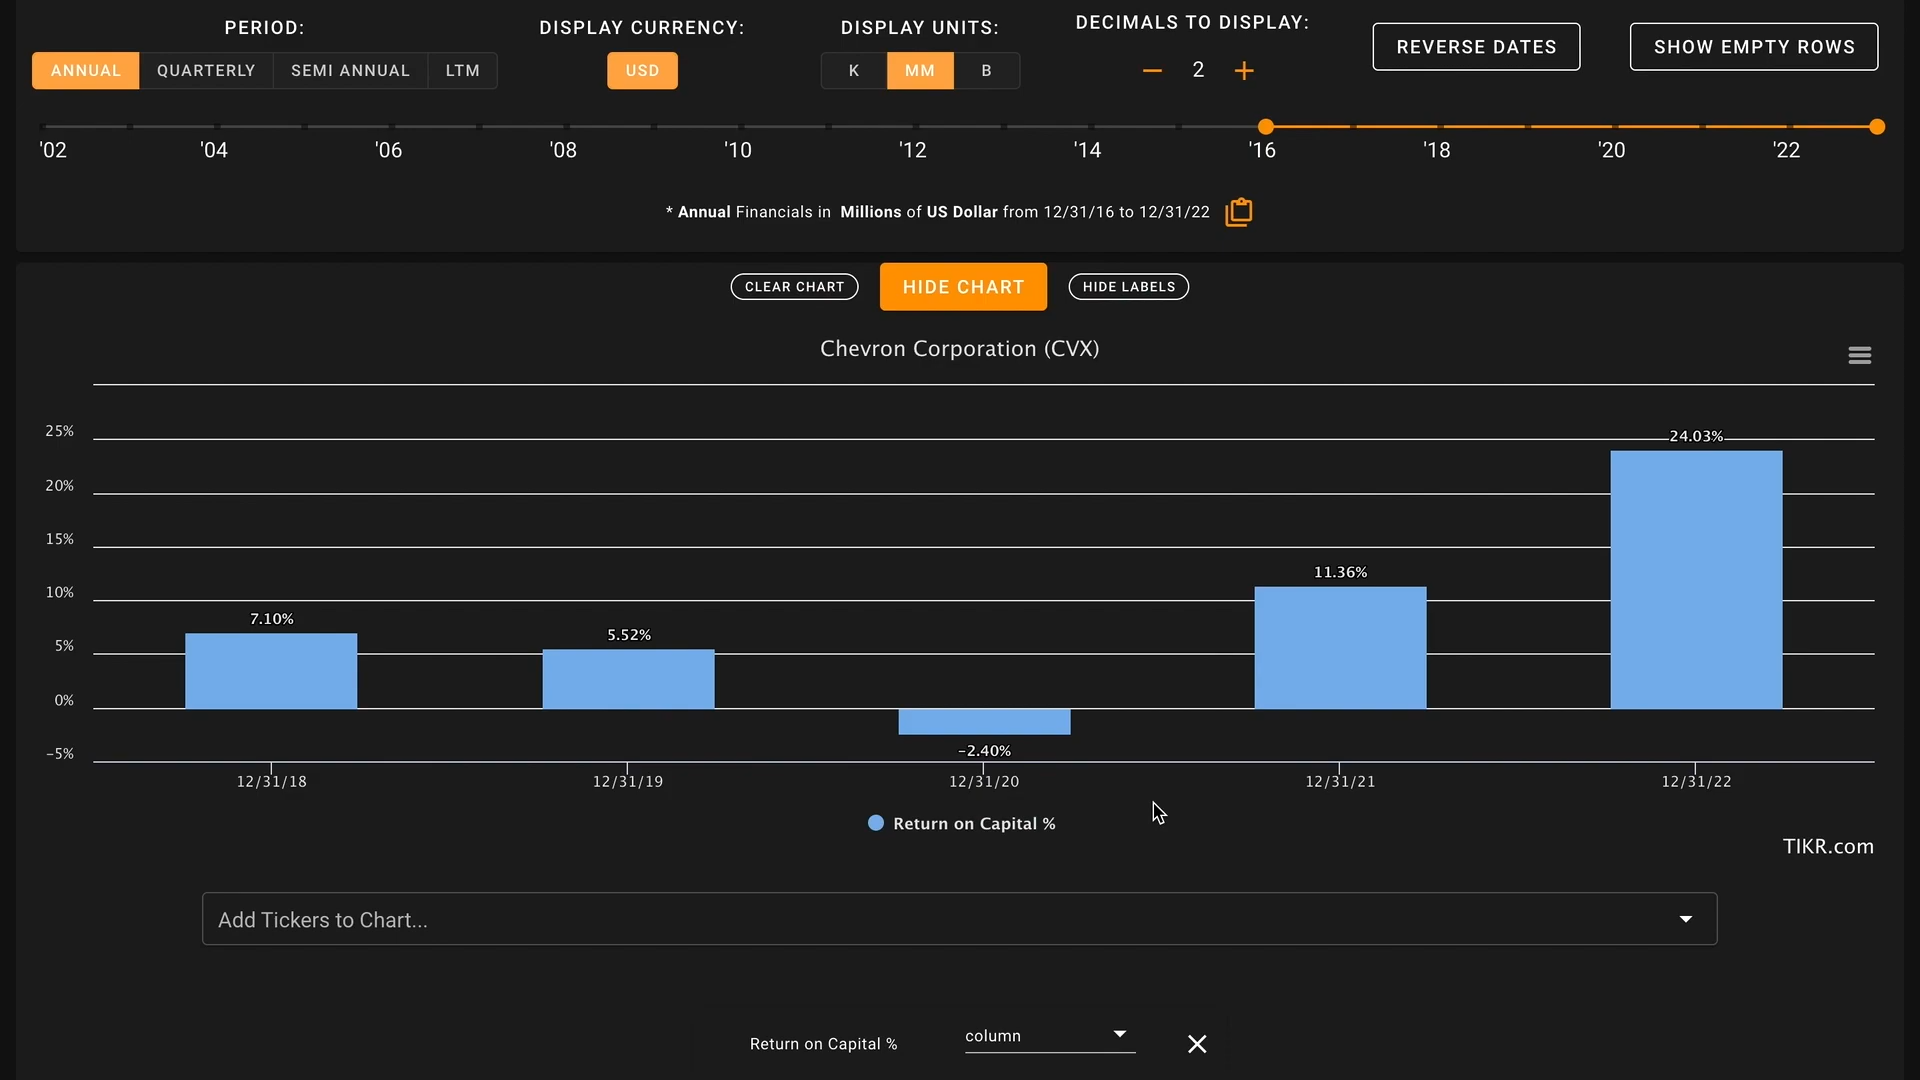 PERIOD:
DISPLAY CURRENCY:
DISPLAY UNITS:
DECIMALS TO DISPLAY:
REVERSE DATES
SHOW EMPTY ROWS
ANNUAL QUARTERLY SEMI ANNUAL LTM
USD
K MM B
− 2 +
'02 '04 '06 '08 '10 '12 '14 '16 '18 '20 '22
* Annual Financials in Millions of US Dollar from 12/31/16 to 12/31/22
CLEAR CHART
HIDE CHART
HIDE LABELS
Chevron Corporation (CVX)
25%
20%
15%
10%
5%
0%
−5%
7.10%
5.52%
−2.40%
11.36%
24.03%
12/31/18 12/31/19 12/31/20 12/31/21 12/31/22
Return on Capital %
TIKR.com
Add Tickers to Chart...
Return on Capital %
column